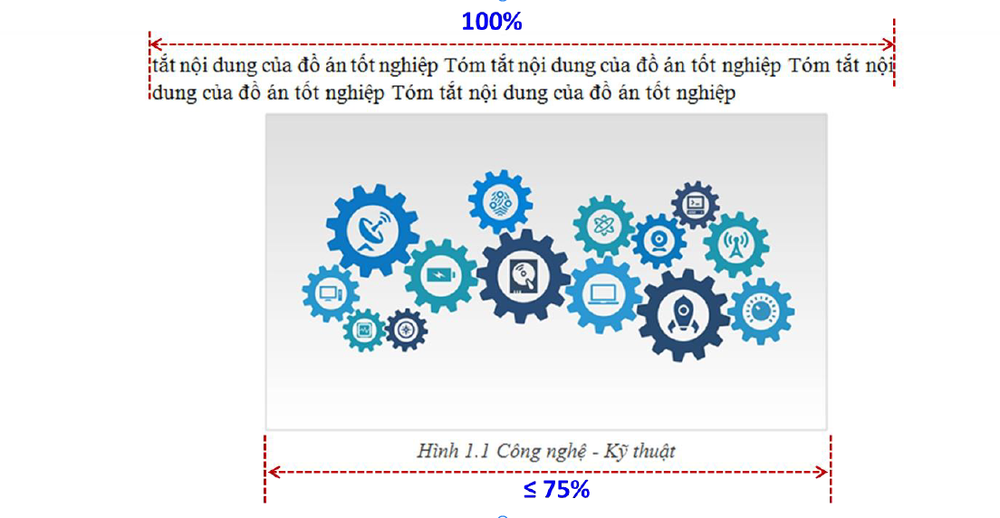 100%
tắt nội dung của đồ án tốt nghiệp Tóm tắt nội dung của đồ án tốt nghiệp Tóm tắt nội
dung của đồ án tốt nghiệp Tóm tắt nội dung của đồ án tốt nghiệp
Hình 1.1 Công nghệ - Kỹ thuật
≤ 75%